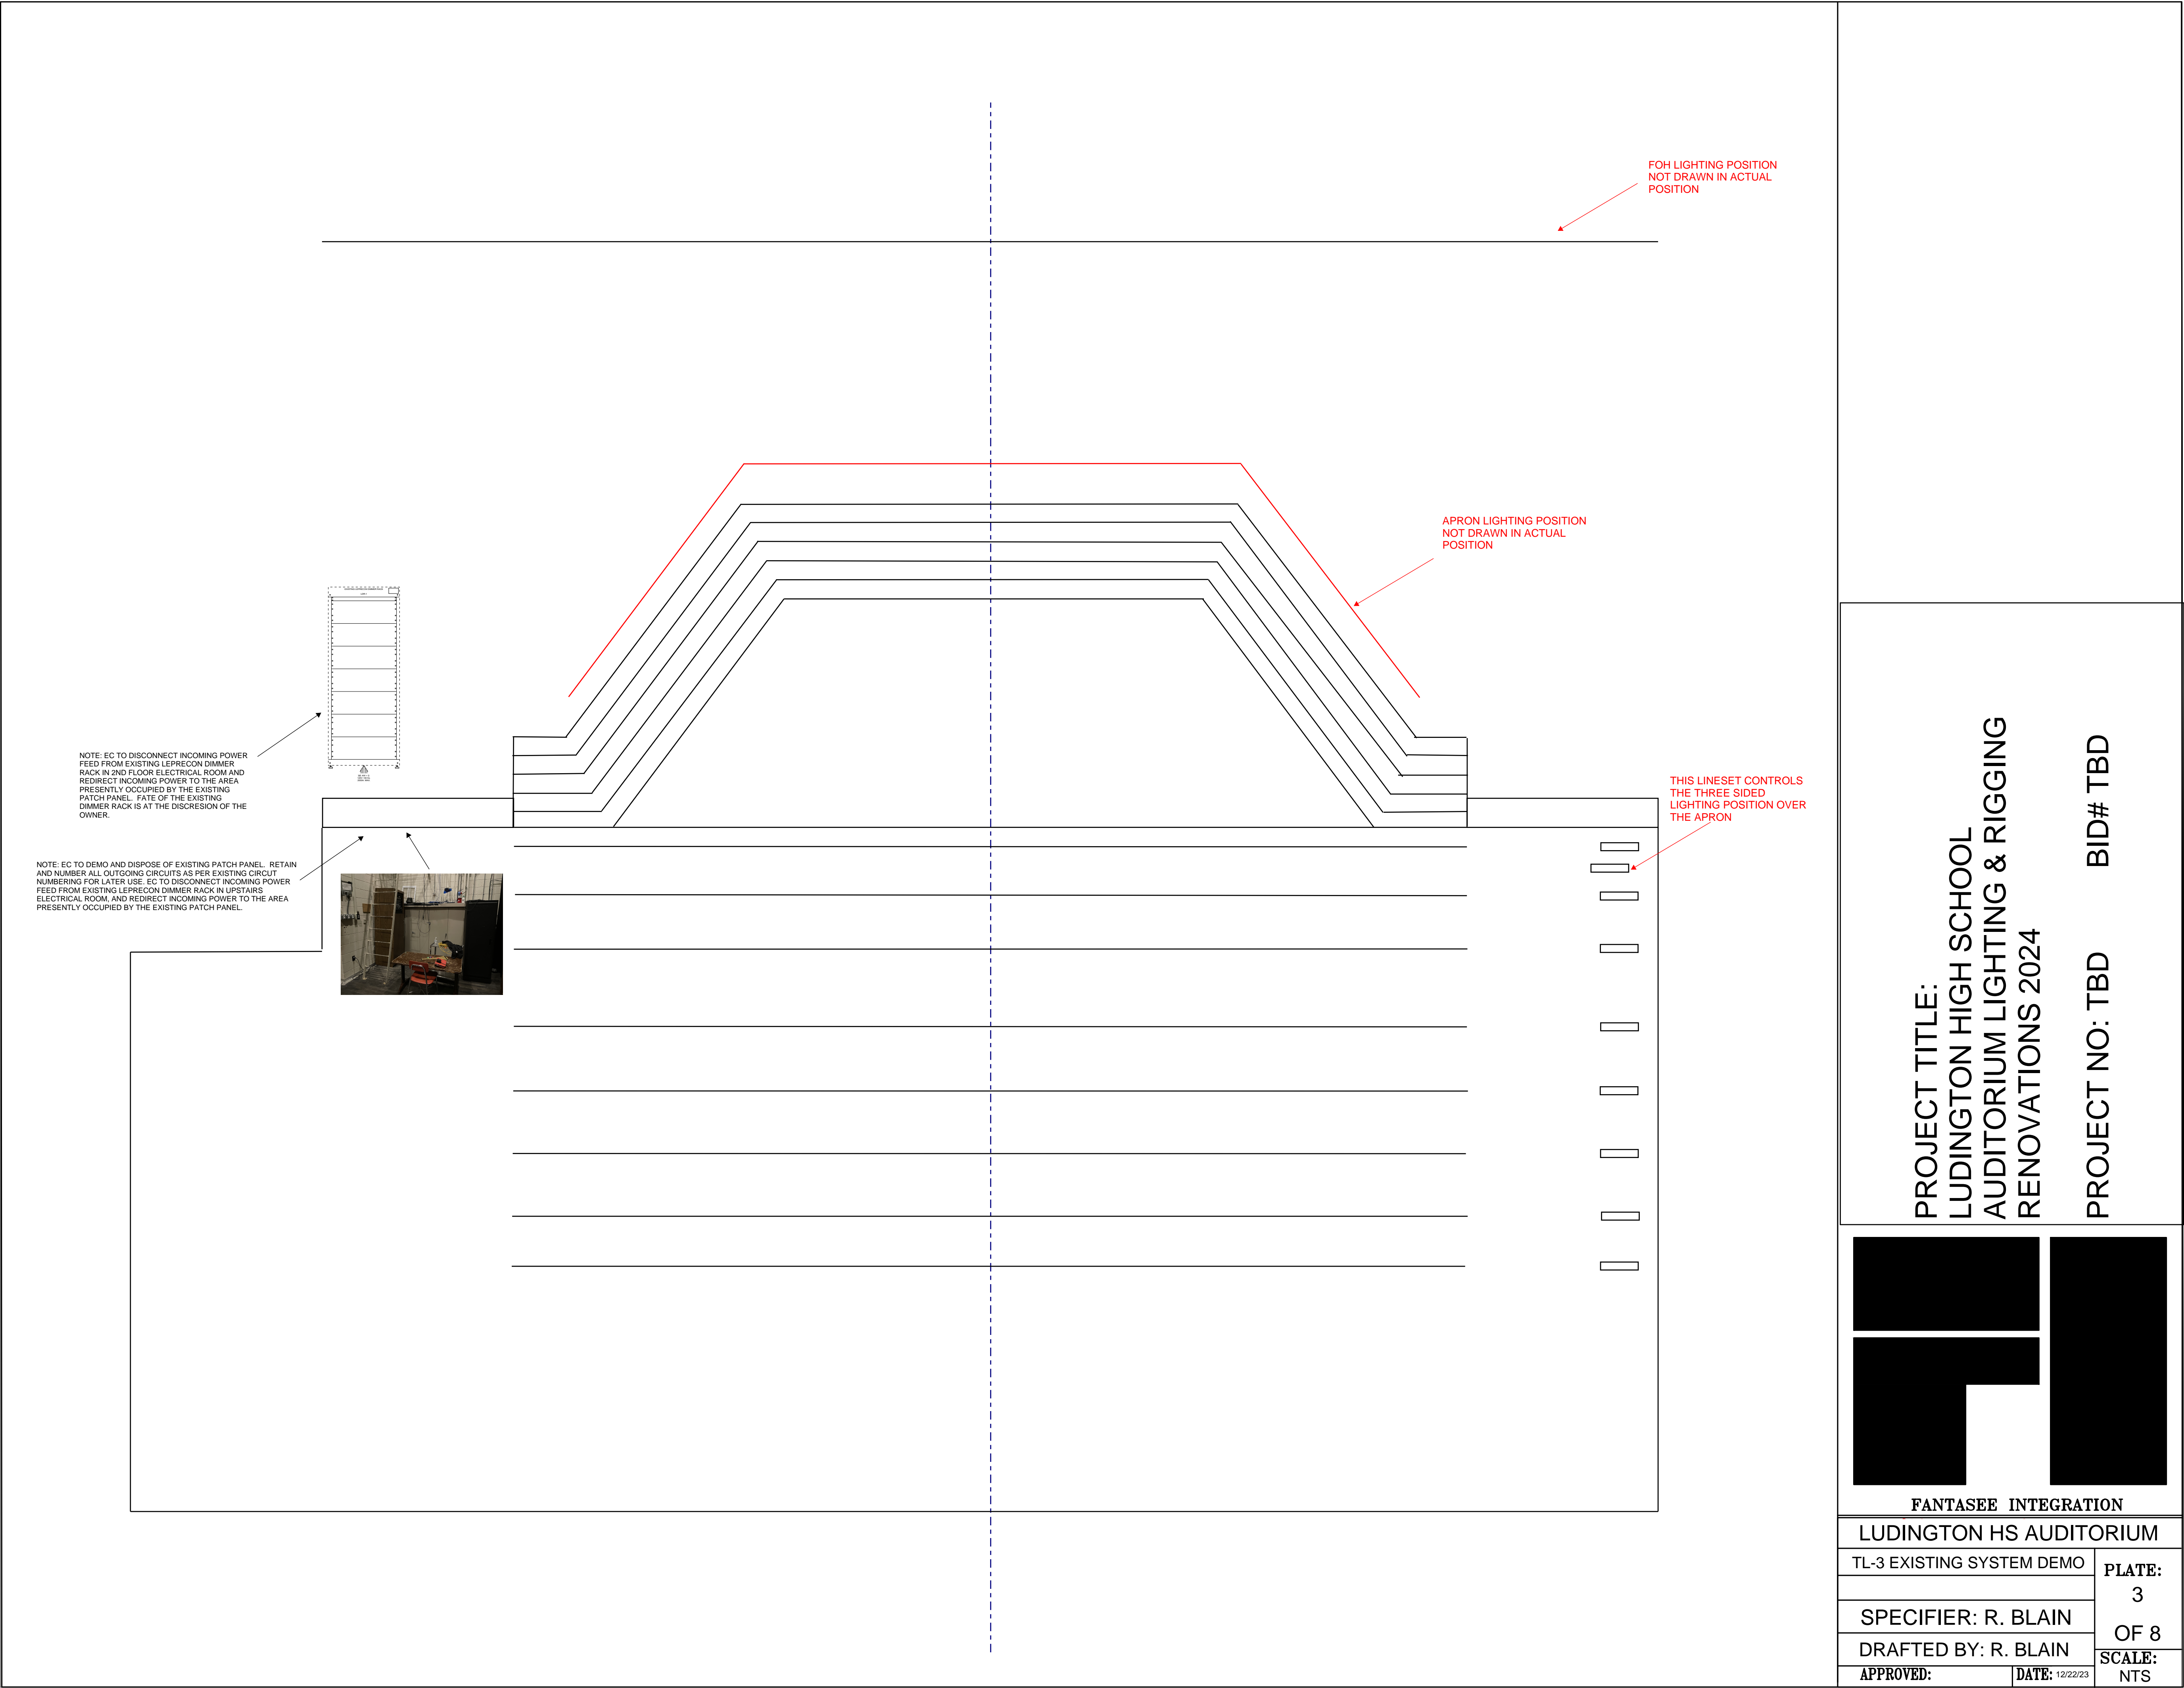 FOH LIGHTING POSITION
NOT DRAWN IN ACTUAL
POSITION
APRON LIGHTING POSITION
NOT DRAWN IN ACTUAL
POSITION
NOTE: EC TO DISCONNECT INCOMING POWER
FEED FROM EXISTING LEPRECON DIMMER
RACK IN 2ND FLOOR ELECTRICAL ROOM AND
REDIRECT INCOMING POWER TO THE AREA
PRESENTLY OCCUPIED BY THE EXISTING
PATCH PANEL. FATE OF THE EXISTING
DIMMER RACK IS AT THE DISCRESION OF THE
OWNER.
THIS LINESET CONTROLS
THE THREE SIDED
LIGHTING POSITION OVER
THE APRON
NOTE: EC TO DEMO AND DISPOSE OF EXISTING PATCH PANEL. RETAIN
AND NUMBER ALL OUTGOING CIRCUITS AS PER EXISTING CIRCUT
NUMBERING FOR LATER USE. EC TO DISCONNECT INCOMING POWER
FEED FROM EXISTING LEPRECON DIMMER RACK IN UPSTAIRS
ELECTRICAL ROOM, AND REDIRECT INCOMING POWER TO THE AREA
PRESENTLY OCCUPIED BY THE EXISTING PATCH PANEL.
PROJECT TITLE:
LUDINGTON HIGH SCHOOL
AUDITORIUM LIGHTING & RIGGING
RENOVATIONS 2024
PROJECT NO: TBD BID# TBD
FANTASEE INTEGRATION
LUDINGTON HS AUDITORIUM
TL-3 EXISTING SYSTEM DEMO
PLATE:
3
OF 8
SPECIFIER: R. BLAIN
DRAFTED BY: R. BLAIN
SCALE:
NTS
APPROVED:
DATE: 12/22/23